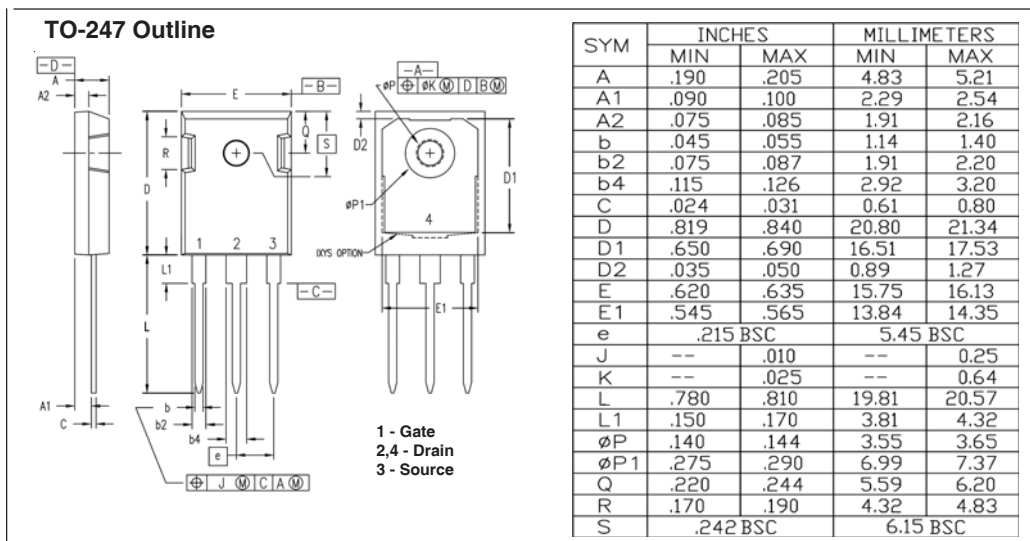 TO-247 Outline
-D-
A
A2
E
-B-
-A-
øP
⌖ øK Ⓜ D BⓂ
Q
S
D2
R
D
D1
øP1
4
IXYS OPTION
1 2 3
L1
-C-
E1
L
A1
C
b
b2
b4
e
⌖ J Ⓜ C A Ⓜ
1 - Gate
2,4 - Drain
3 - Source
SYM INCHES MILLIMETERS
MIN MAX MIN MAX
A .190 .205 4.83 5.21
A1 .090 .100 2.29 2.54
A2 .075 .085 1.91 2.16
b .045 .055 1.14 1.40
b2 .075 .087 1.91 2.20
b4 .115 .126 2.92 3.20
C .024 .031 0.61 0.80
D .819 .840 20.80 21.34
D1 .650 .690 16.51 17.53
D2 .035 .050 0.89 1.27
E .620 .635 15.75 16.13
E1 .545 .565 13.84 14.35
e .215 BSC 5.45 BSC
J -- .010 -- 0.25
K -- .025 -- 0.64
L .780 .810 19.81 20.57
L1 .150 .170 3.81 4.32
øP .140 .144 3.55 3.65
øP1 .275 .290 6.99 7.37
Q .220 .244 5.59 6.20
R .170 .190 4.32 4.83
S .242 BSC 6.15 BSC